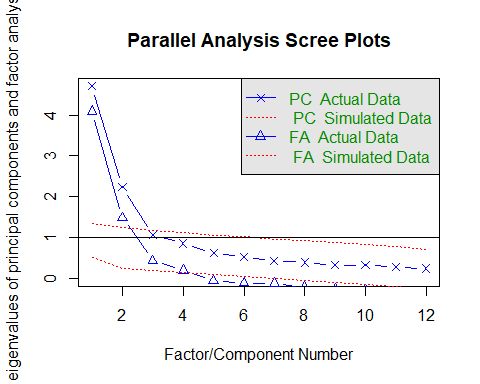 Parallel Analysis Scree Plots
eigenvalues of principal components and factor analys
4
3
2
1
0
PC Actual Data
PC Simulated Data
FA Actual Data
FA Simulated Data
2 4 6 8 10 12
Factor/Component Number